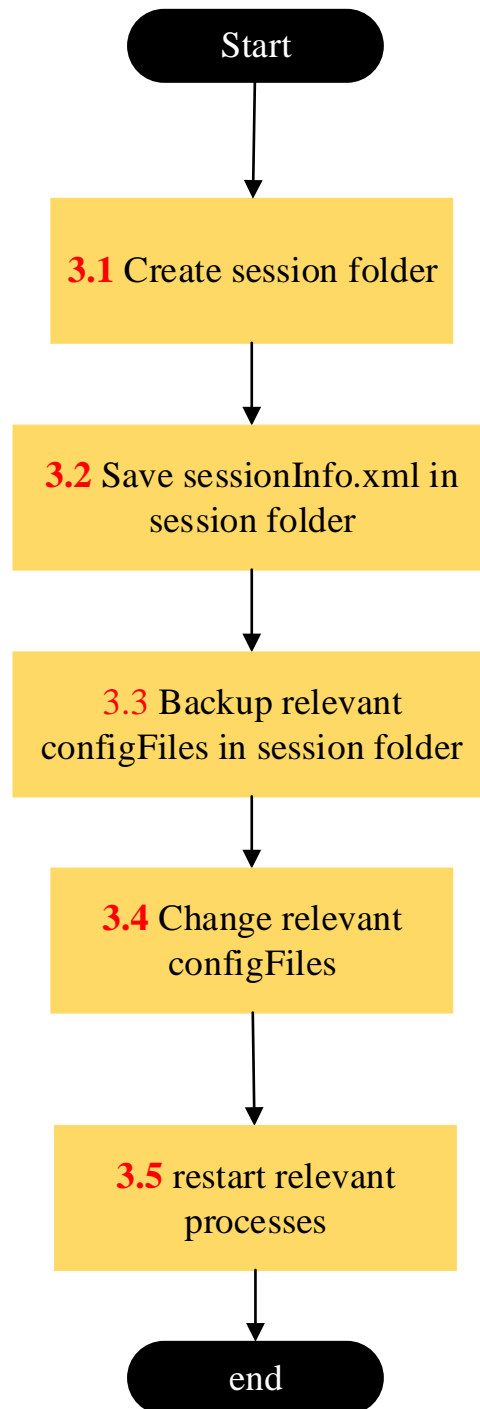 Start
3.1 Create session folder
3.2 Save sessionInfo.xml in
session folder
3.3 Backup relevant
configFiles in session folder
3.4 Change relevant
configFiles
3.5 restart relevant
processes
end